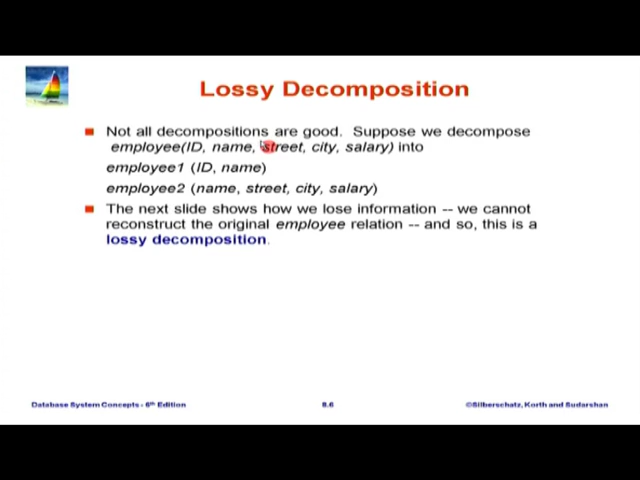 Lossy Decomposition
Not all decompositions are good. Suppose we decompose
employee(ID, name, street, city, salary) into
employee1 (ID, name)
employee2 (name, street, city, salary)
The next slide shows how we lose information -- we cannot
reconstruct the original employee relation -- and so, this is a
lossy decomposition.
Database System Concepts - 6th Edition
8.6
©Silberschatz, Korth and Sudarshan